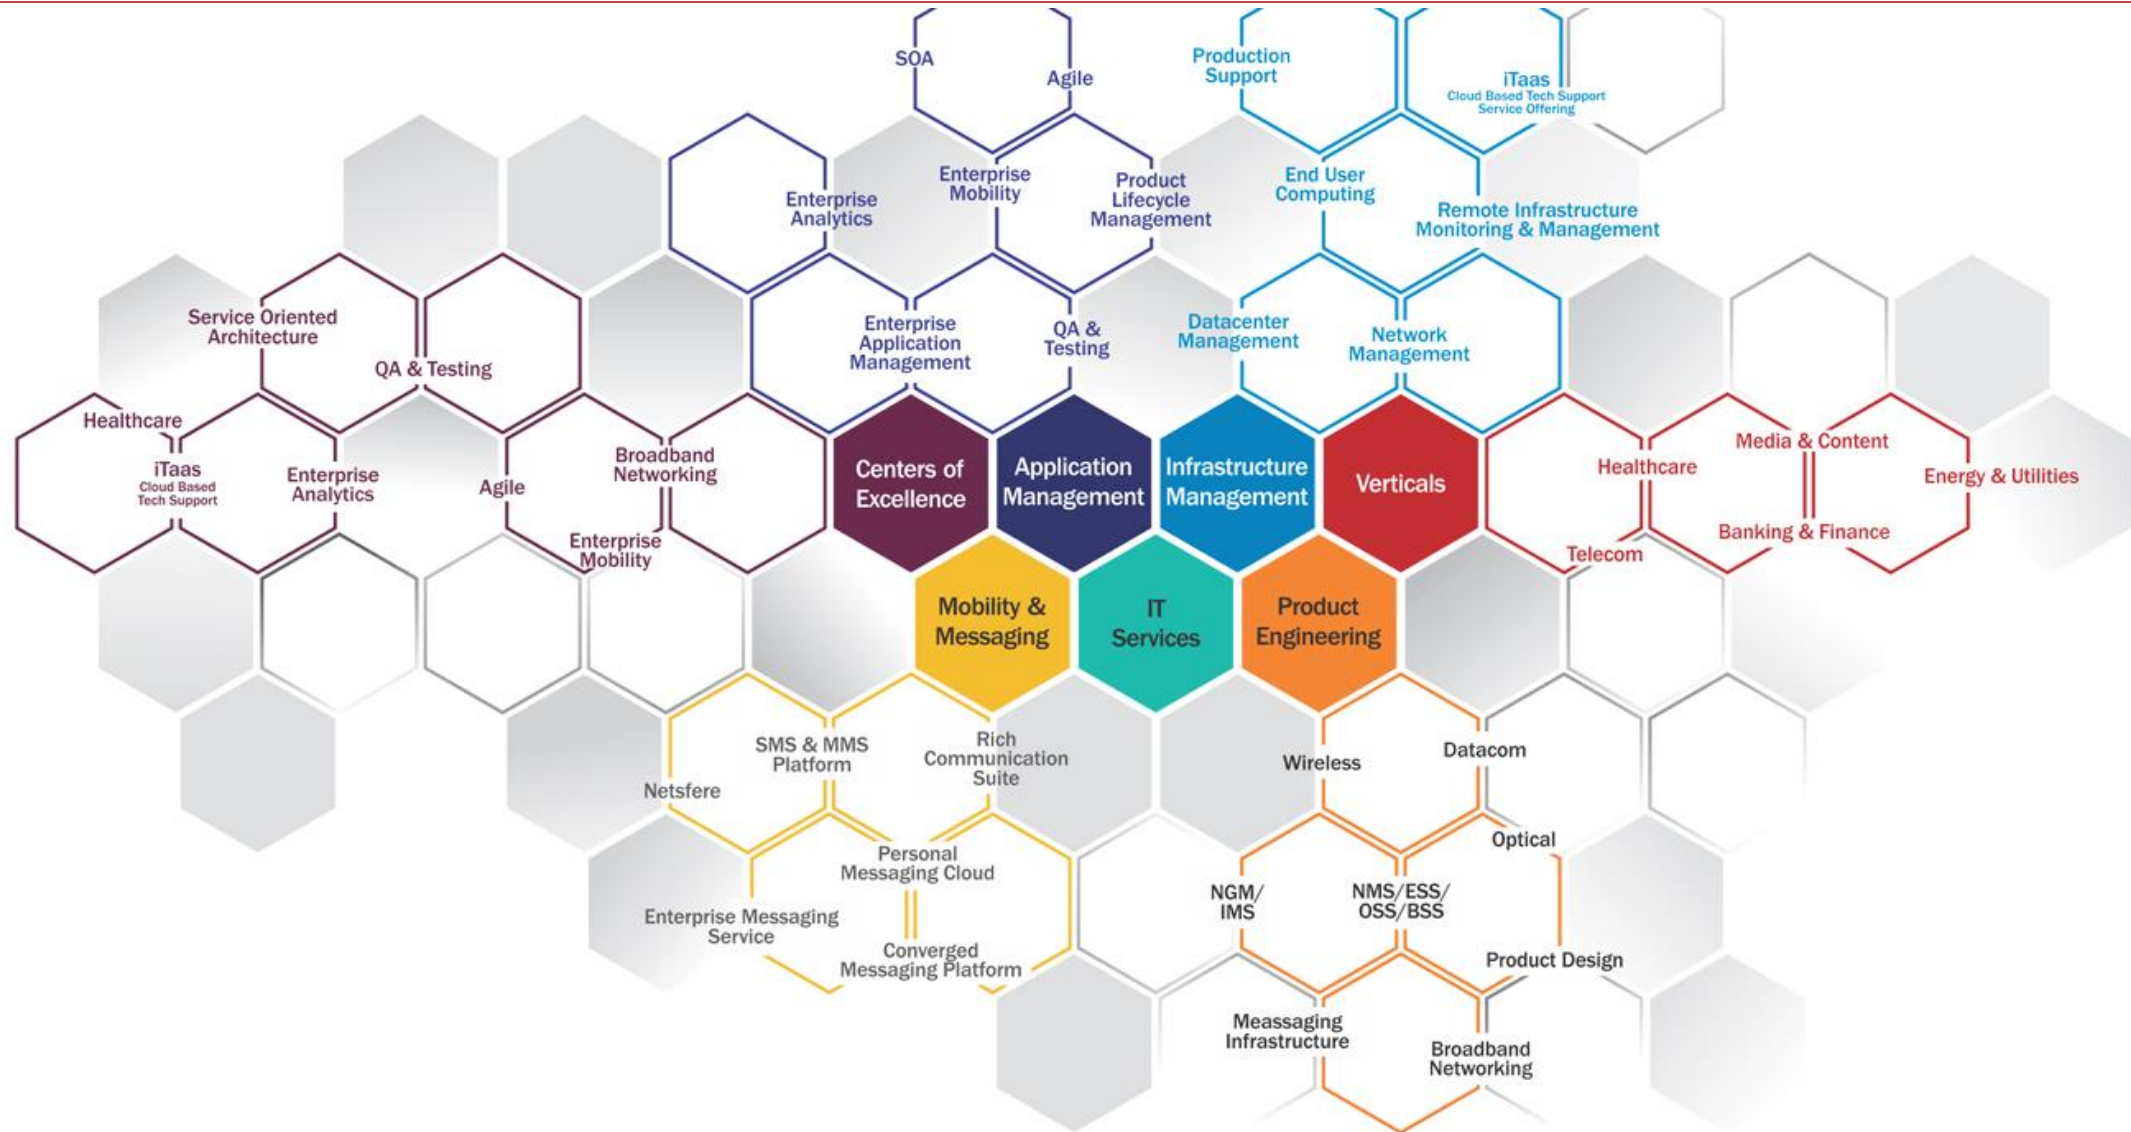 SOA
Agile
Production
Support
iTaas
Cloud Based Tech Support
Service Offering
Enterprise
Analytics
Enterprise
Mobility
Product
Lifecycle
Management
End User
Computing
Remote Infrastructure
Monitoring & Management
Service Oriented
Architecture
QA & Testing
Enterprise
Application
Management
QA &
Testing
Datacenter
Management
Network
Management
Healthcare
iTaas
Cloud Based
Tech Support
Enterprise
Analytics
Agile
Broadband
Networking
Enterprise
Mobility
Centers of
Excellence
Application
Management
Infrastructure
Management
Verticals
Healthcare
Media & Content
Energy & Utilities
Banking & Finance
Telecom
Mobility &
Messaging
IT
Services
Product
Engineering
SMS & MMS
Platform
Rich
Communication
Suite
Netsfere
Personal
Messaging Cloud
Enterprise Messaging
Service
Converged
Messaging Platform
Wireless
Datacom
Optical
NGM/
IMS
NMS/ESS/
OSS/BSS
Product Design
Meassaging
Infrastructure
Broadband
Networking